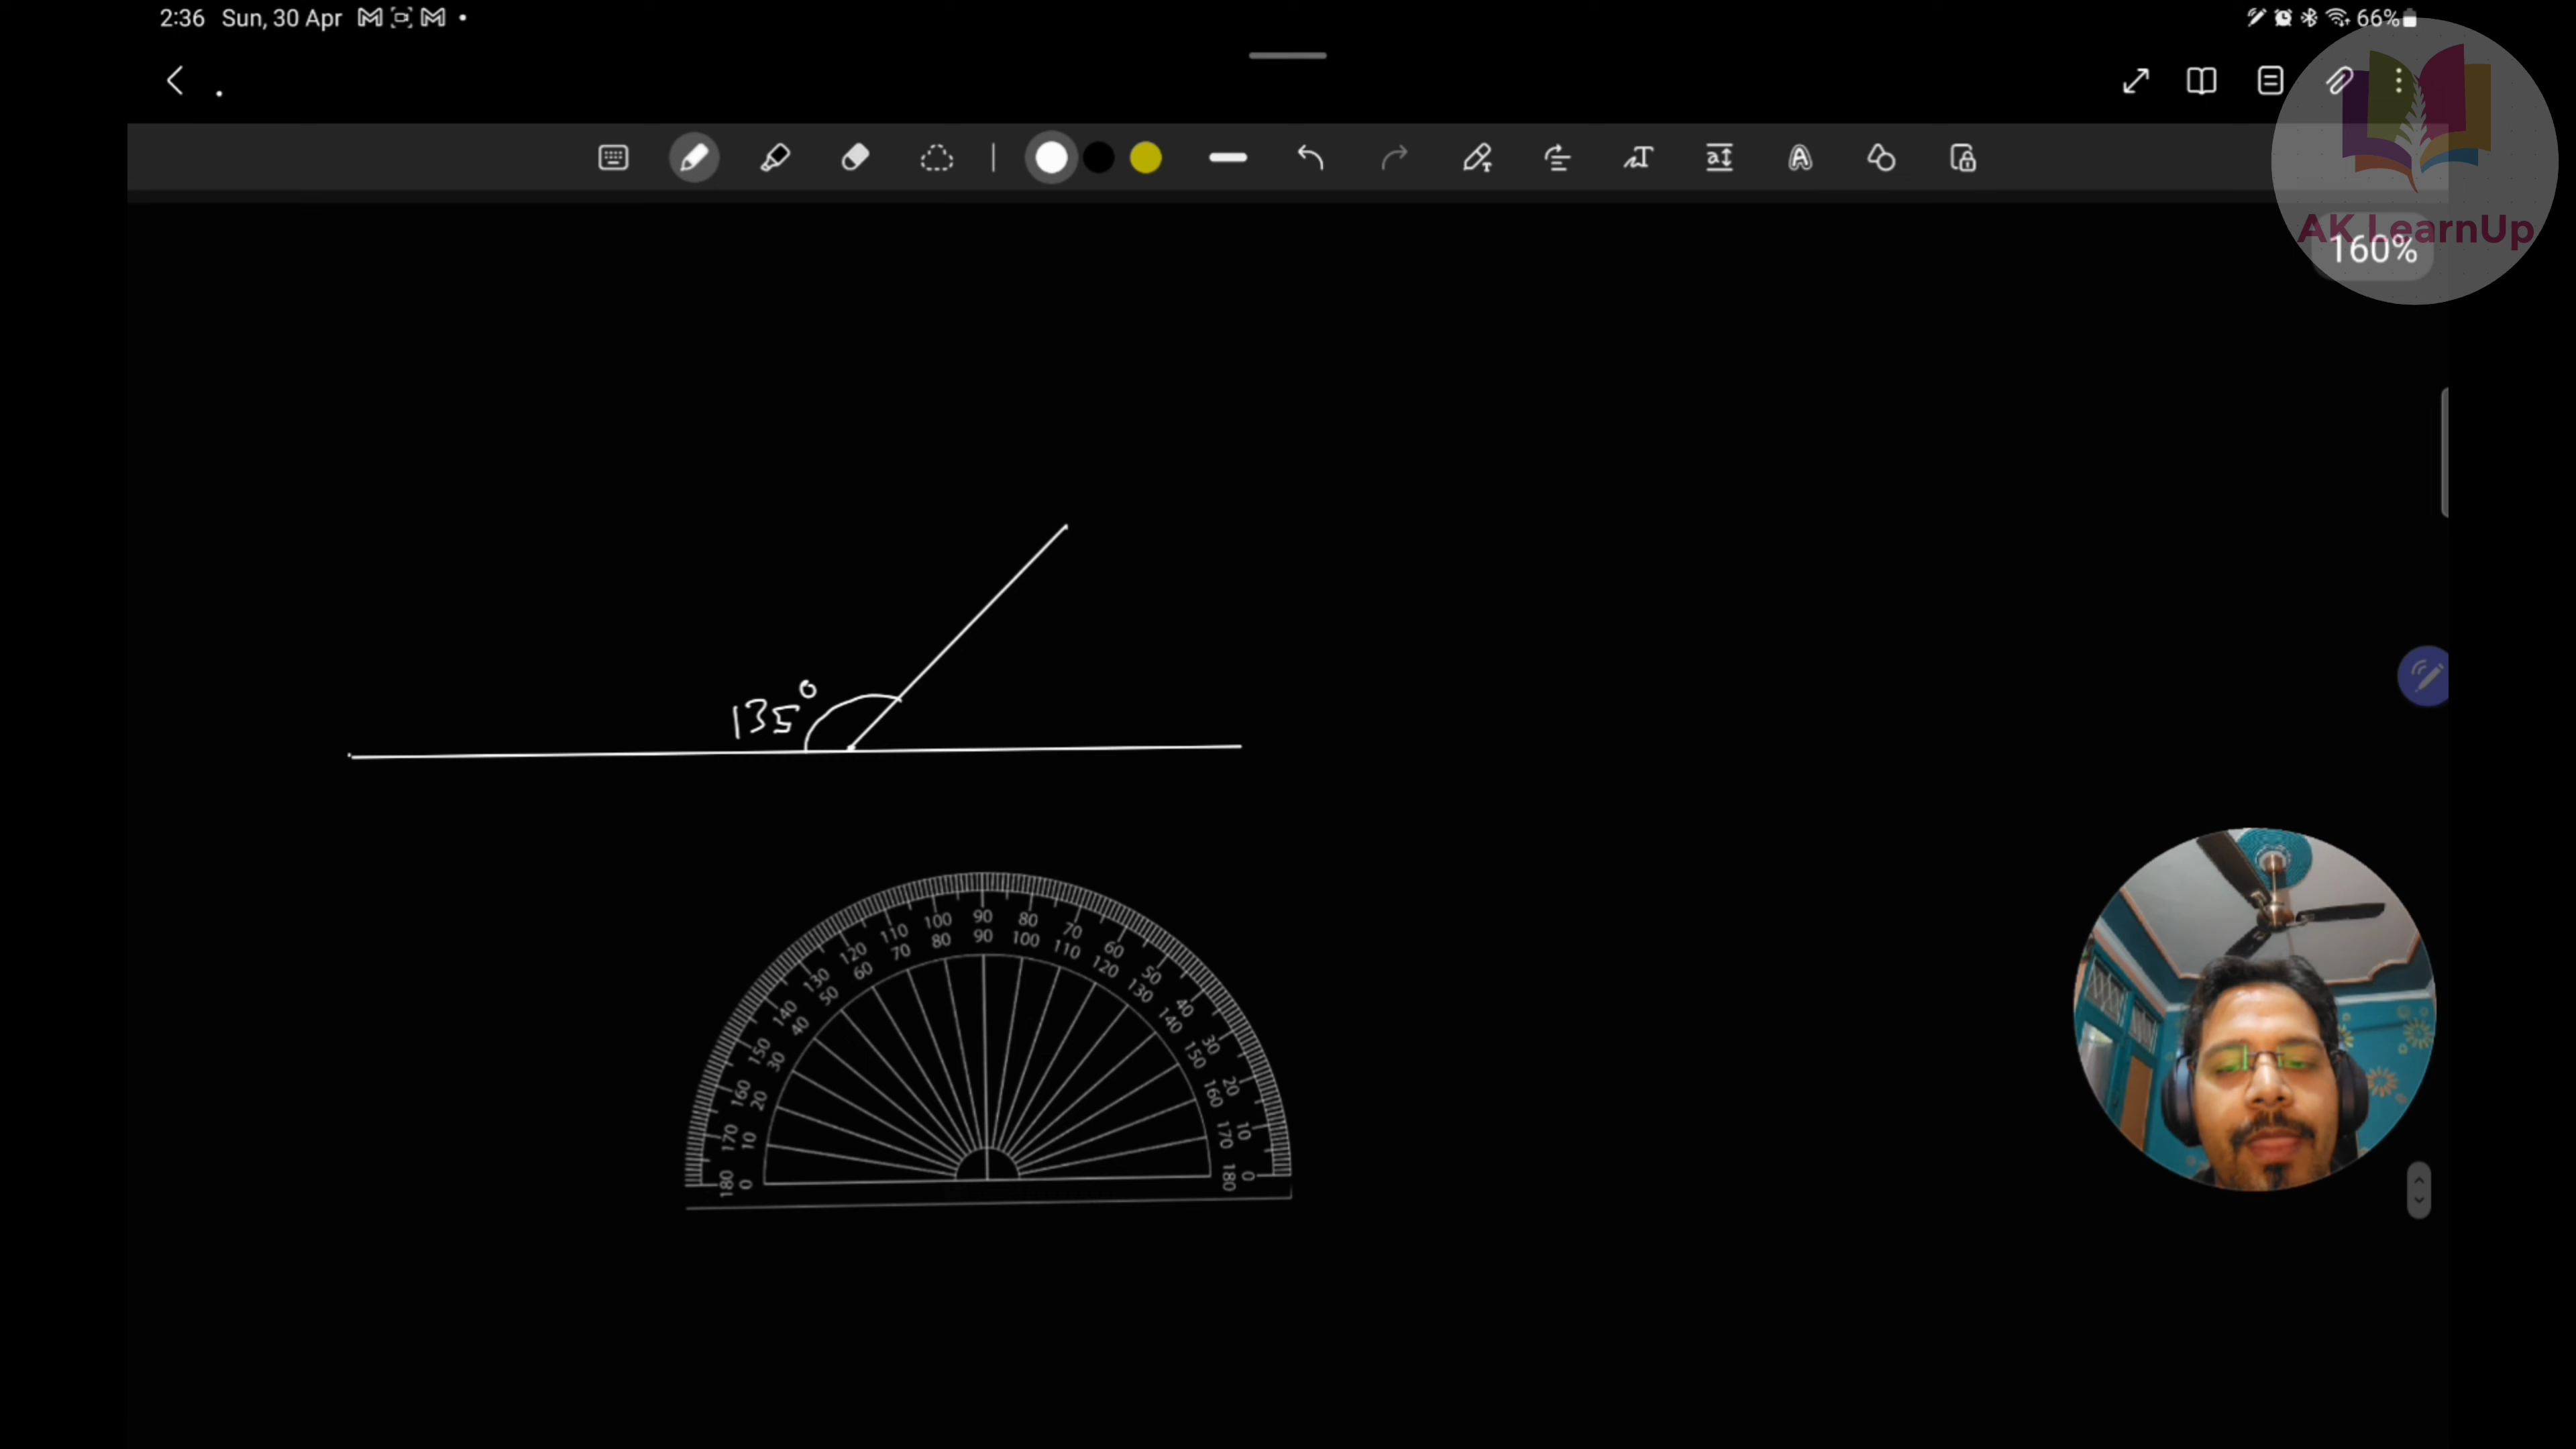 2:36 Sun, 30 Apr
66%
.
AK LearnUp
160%
135°
180 170 160 150 140 130 120 110 100 90 80 70 60 50 40 30 20 10 0
0 10 20 30 40 50 60 70 80 90 100 110 120 130 140 150 160 170 180